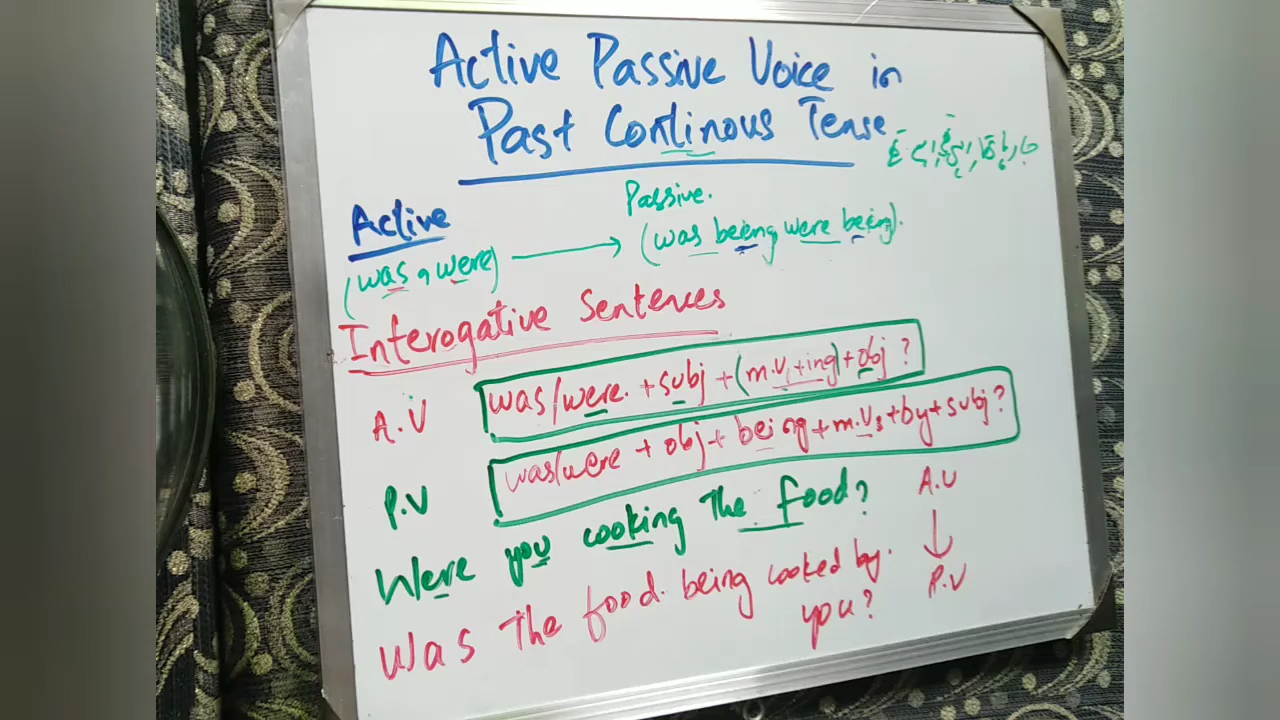 Active Passive Voice in
Past Continous Tense
Active
Passive.
(was, were) → (was being were being).
Interogative Sentences
A.V was/were + subj + (m.V1+ing) + obj ?
P.V was/were + obj + being + m.V3 + by + subj ?
Were you cooking the food? A.V
↓
Was the food being cooked by. P.V
you?